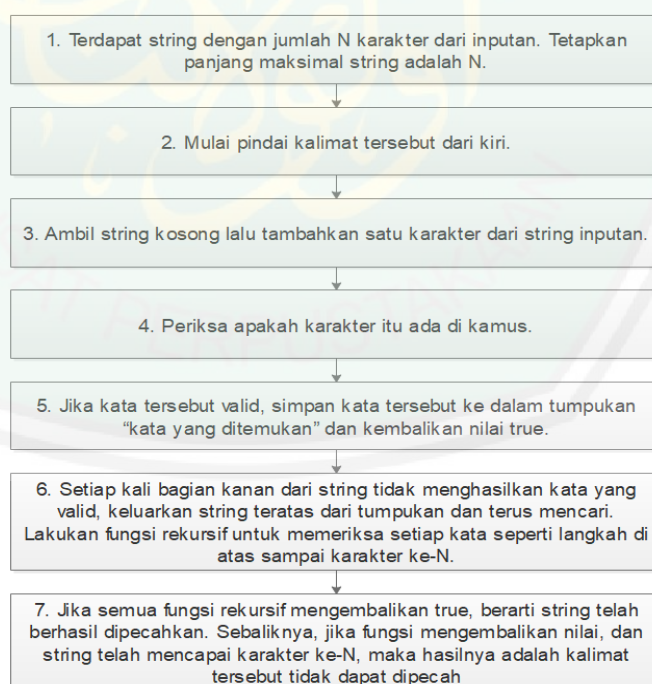 1. Terdapat string dengan jumlah N karakter dari inputan. Tetapkan
panjang maksimal string adalah N.
2. Mulai pindai kalimat tersebut dari kiri.
3. Ambil string kosong lalu tambahkan satu karakter dari string inputan.
4. Periksa apakah karakter itu ada di kamus.
5. Jika kata tersebut valid, simpan kata tersebut ke dalam tumpukan
“kata yang ditemukan” dan kembalikan nilai true.
6. Setiap kali bagian kanan dari string tidak menghasilkan kata yang
valid, keluarkan string teratas dari tumpukan dan terus mencari.
Lakukan fungsi rekursif untuk memeriksa setiap kata seperti langkah di
atas sampai karakter ke-N.
7. Jika semua fungsi rekursif mengembalikan true, berarti string telah
berhasil dipecahkan. Sebaliknya, jika fungsi mengembalikan nilai, dan
string telah mencapai karakter ke-N, maka hasilnya adalah kalimat
tersebut tidak dapat dipecah